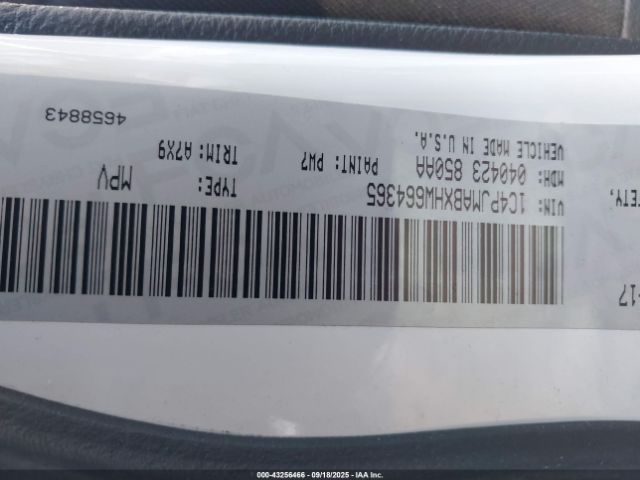 -17
VIN: 1C4PJMABXHW664365 TYPE: MPV
MDH: 040423 850AA PAINT: PW7 TRIM: A7X9
VEHICLE MADE IN U.S.A. 4658843
000-43256466 - 09/18/2025 - IAA Inc.